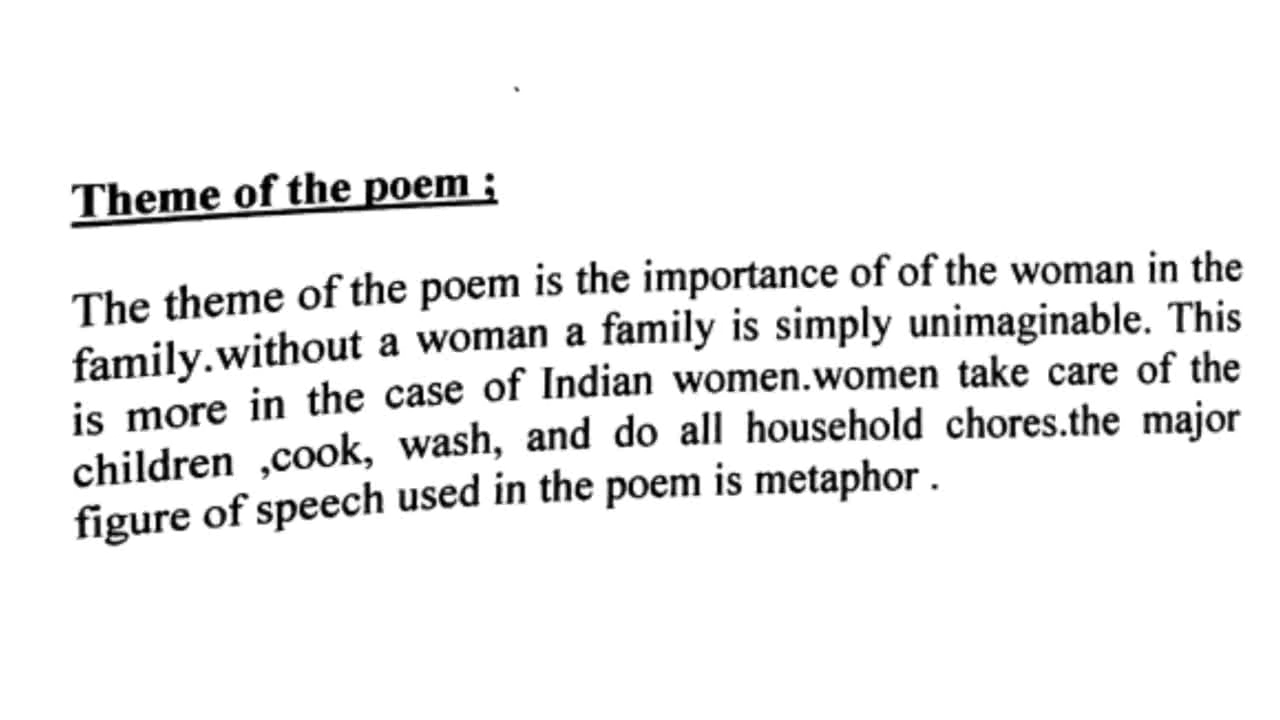 Theme of the poem ;
The theme of the poem is the importance of of the woman in the
family.without a woman a family is simply unimaginable. This
is more in the case of Indian women.women take care of the
children ,cook, wash, and do all household chores.the major
figure of speech used in the poem is metaphor .